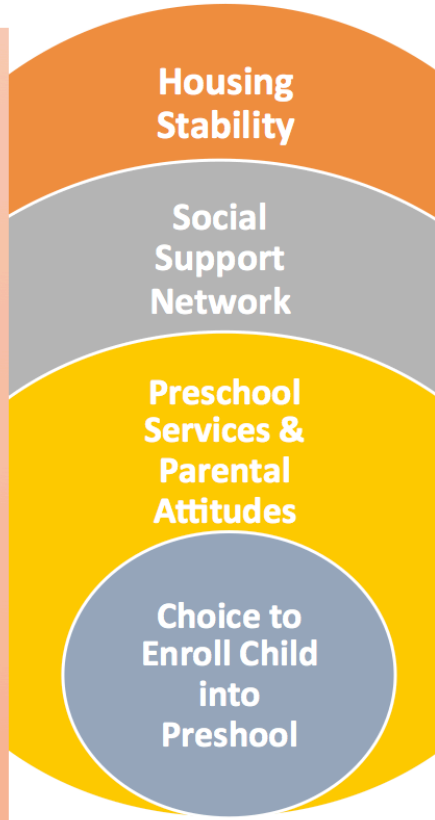 Housing
Stability
Social
Support
Network
Preschool
Services &
Parental
Attitudes
Choice to
Enroll Child
into
Preshool